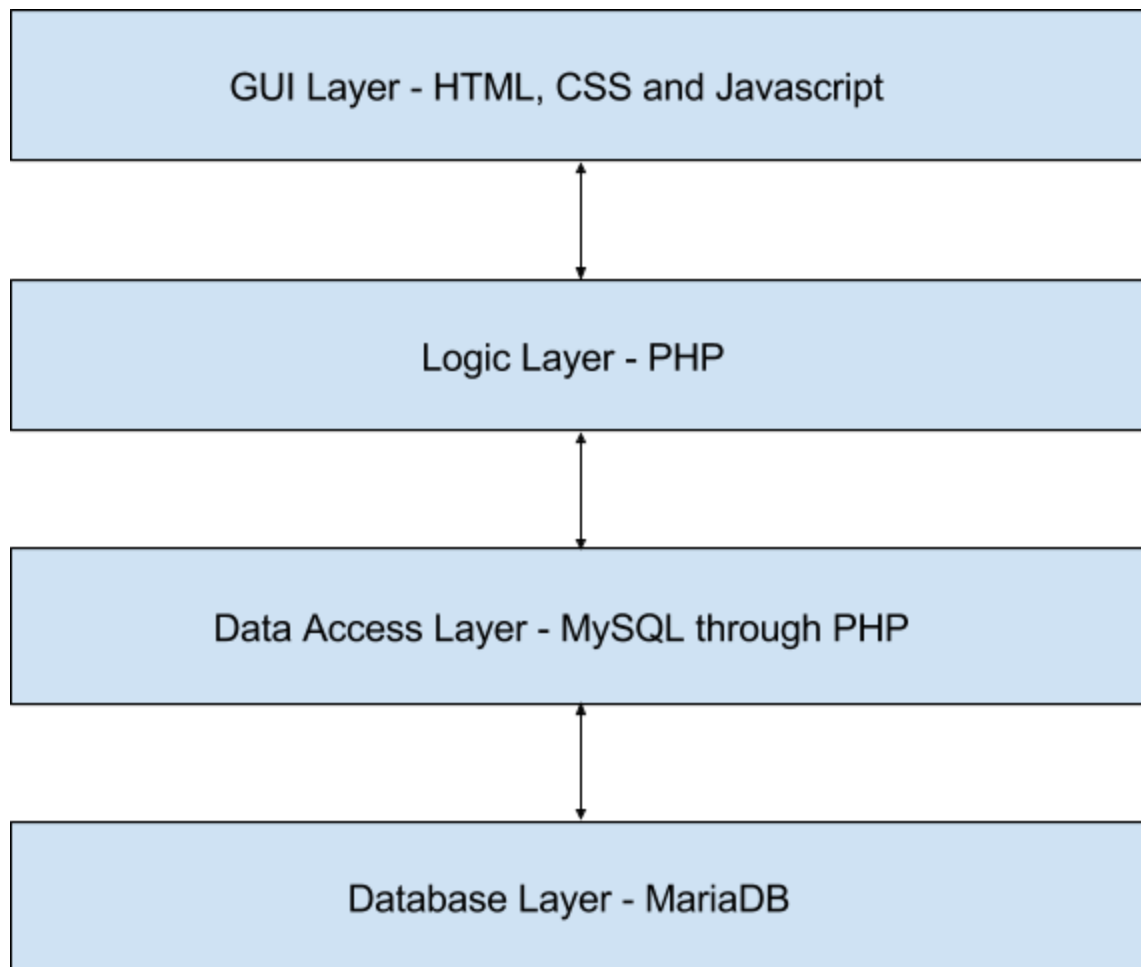 GUI Layer - HTML, CSS and Javascript
Logic Layer - PHP
Data Access Layer - MySQL through PHP
Database Layer - MariaDB